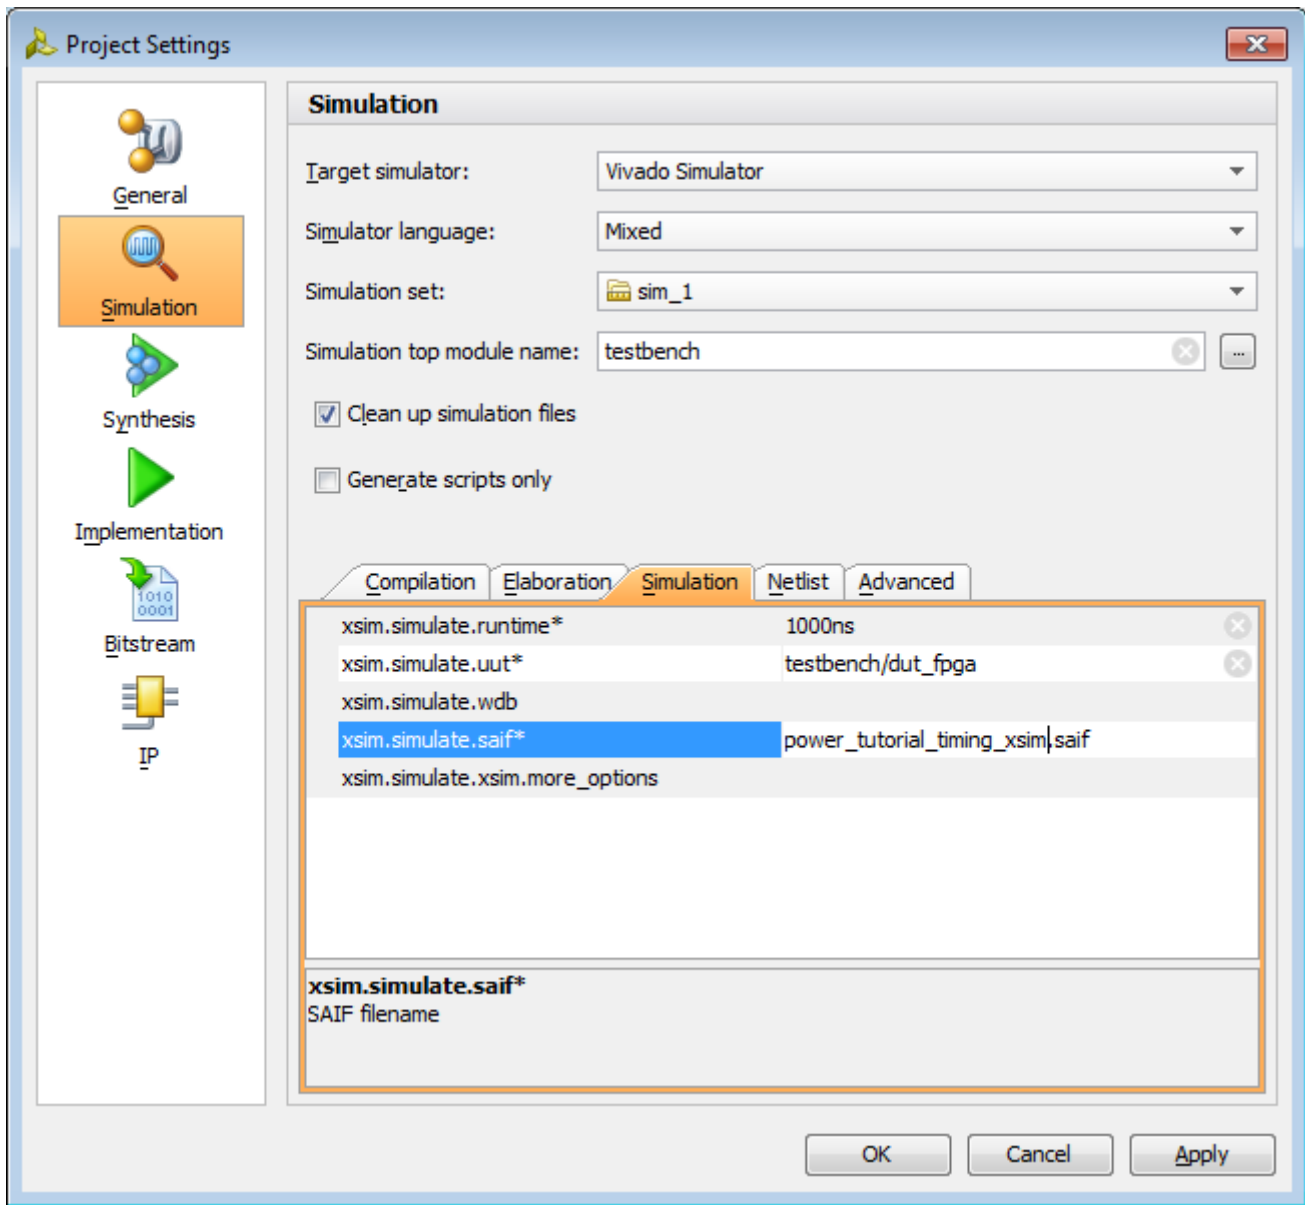 Project Settings
General
Simulation
Synthesis
Implementation
1010
0001
Bitstream
IP
Simulation
Target simulator: Vivado Simulator
Simulator language: Mixed
Simulation set: sim_1
Simulation top module name: testbench ...
Clean up simulation files
Generate scripts only
Compilation Elaboration Simulation Netlist Advanced
xsim.simulate.runtime* 1000ns
xsim.simulate.uut* testbench/dut_fpga
xsim.simulate.wdb
xsim.simulate.saif* power_tutorial_timing_xsim.saif
xsim.simulate.xsim.more_options
xsim.simulate.saif*
SAIF filename
OK Cancel Apply